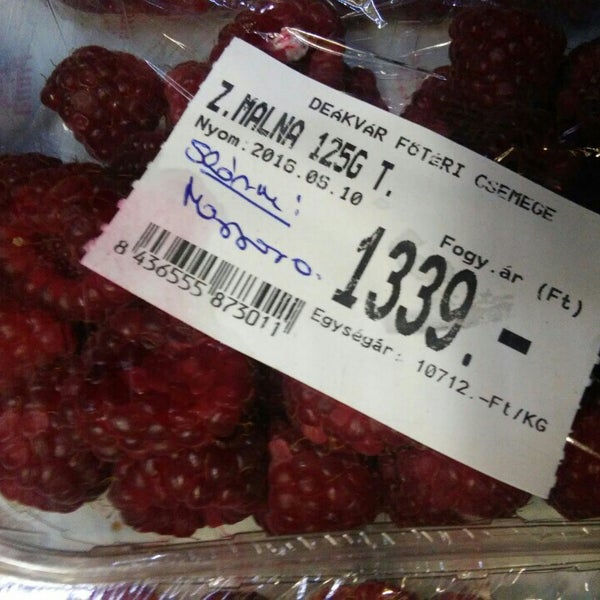 DEÁKVÁR FŐTÉRI CSEMEGE
Z.MALNA 125G T.
Nyom:2016.05.10
Fogy.ár (Ft)
1339.-
Egységár: 10712.-Ft/KG
8 436555 873011